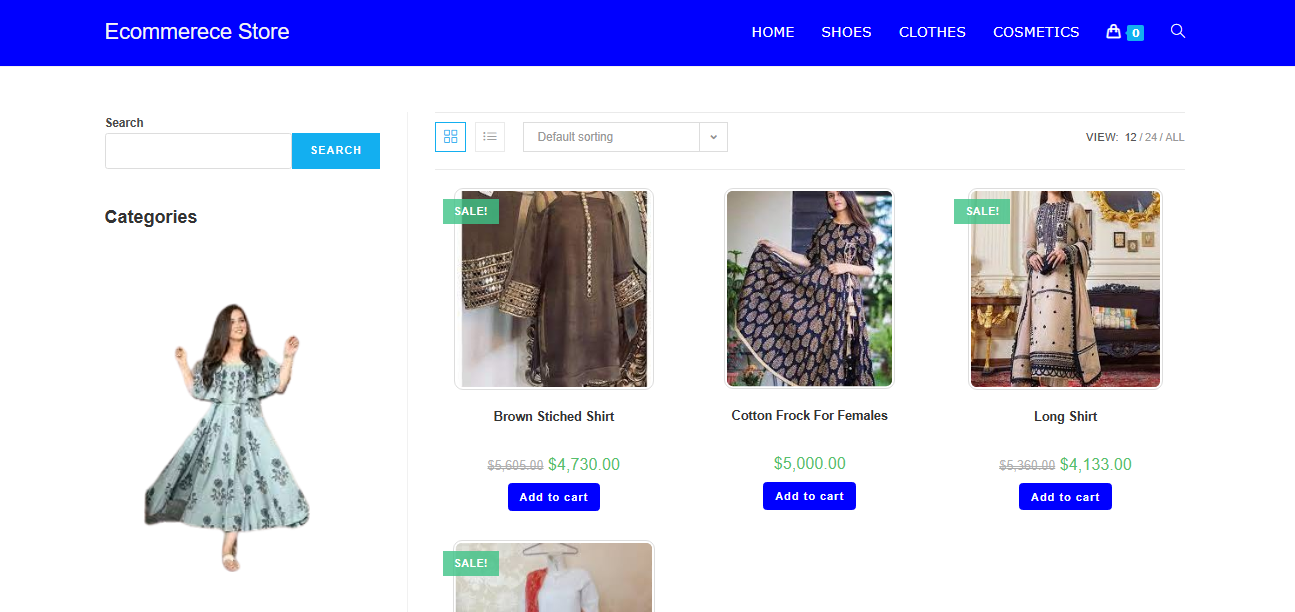 Ecommerece Store
HOME SHOES CLOTHES COSMETICS 0
Search
SEARCH
Categories
Default sorting
VIEW: 12 / 24 / ALL
SALE!
Brown Stiched Shirt
$5,605.00 $4,730.00
Add to cart
Cotton Frock For Females
$5,000.00
Add to cart
SALE!
Long Shirt
$5,360.00 $4,133.00
Add to cart
SALE!